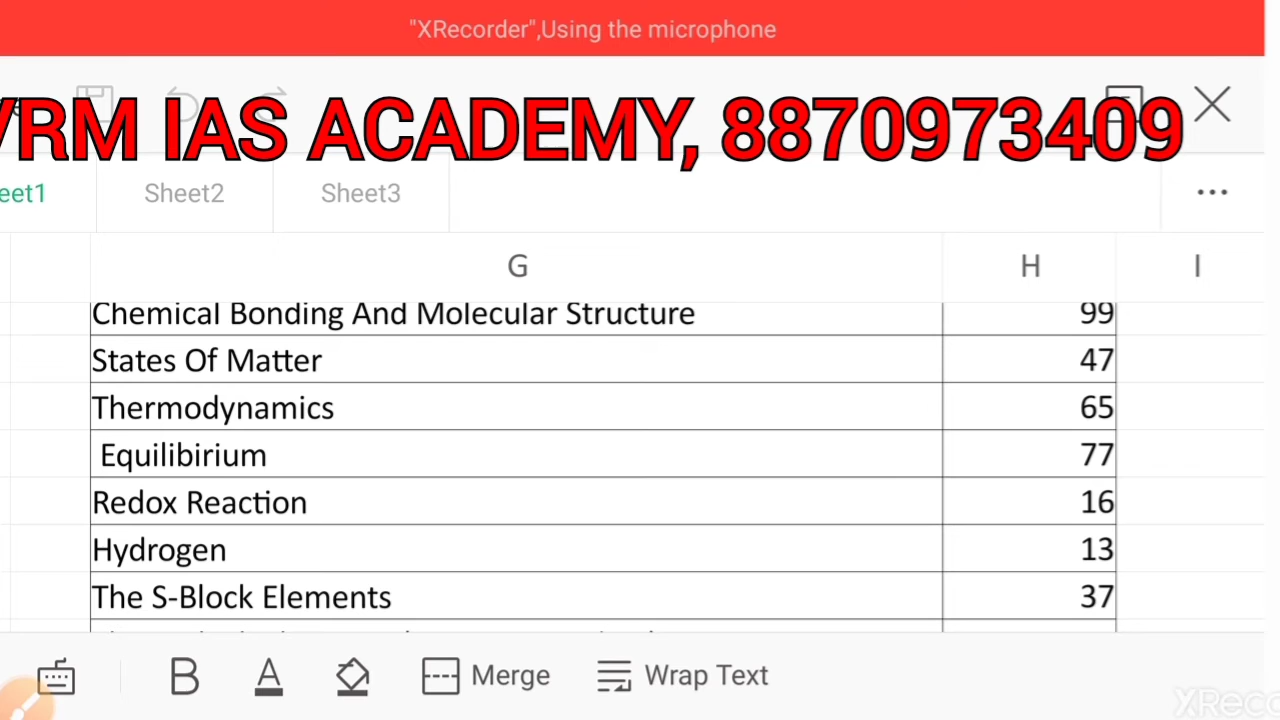 "XRecorder",Using the microphone
VRM IAS ACADEMY, 8870973409
eet1 Sheet2 Sheet3 ...
G H I
Chemical Bonding And Molecular Structure 99
States Of Matter 47
Thermodynamics 65
Equilibirium 77
Redox Reaction 16
Hydrogen 13
The S-Block Elements 37
B A Merge Wrap Text
XReco